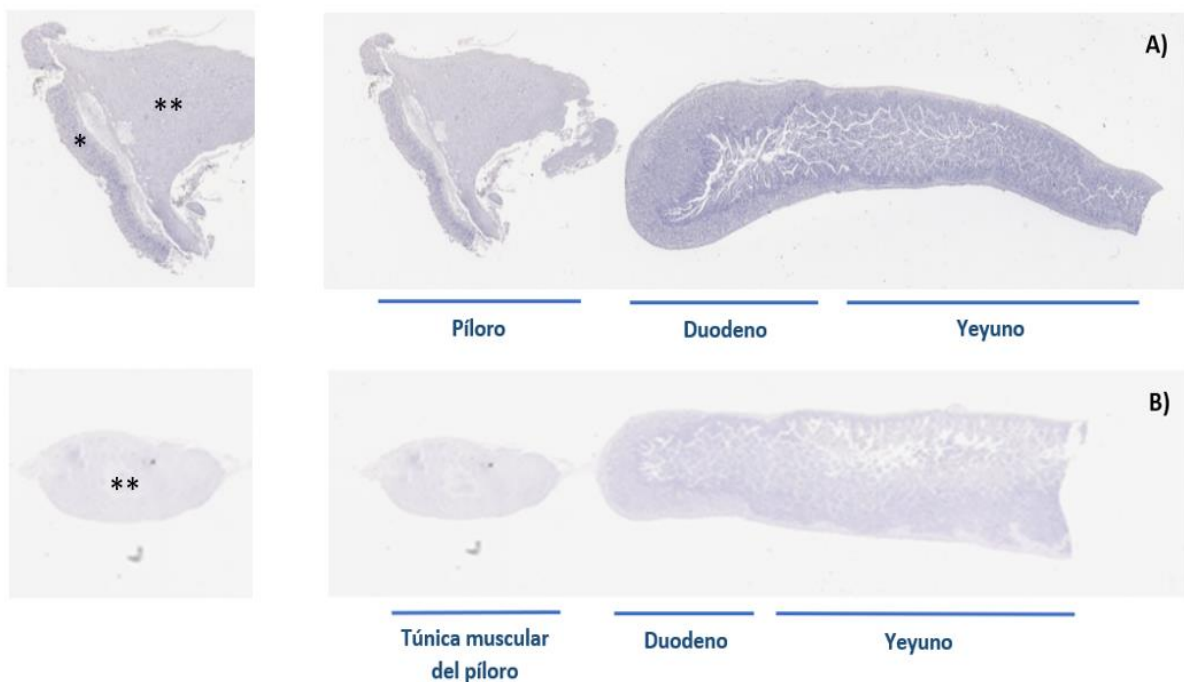 A)
**
*
Píloro
Duodeno
Yeyuno
B)
**
Túnica muscular
del píloro
Duodeno
Yeyuno